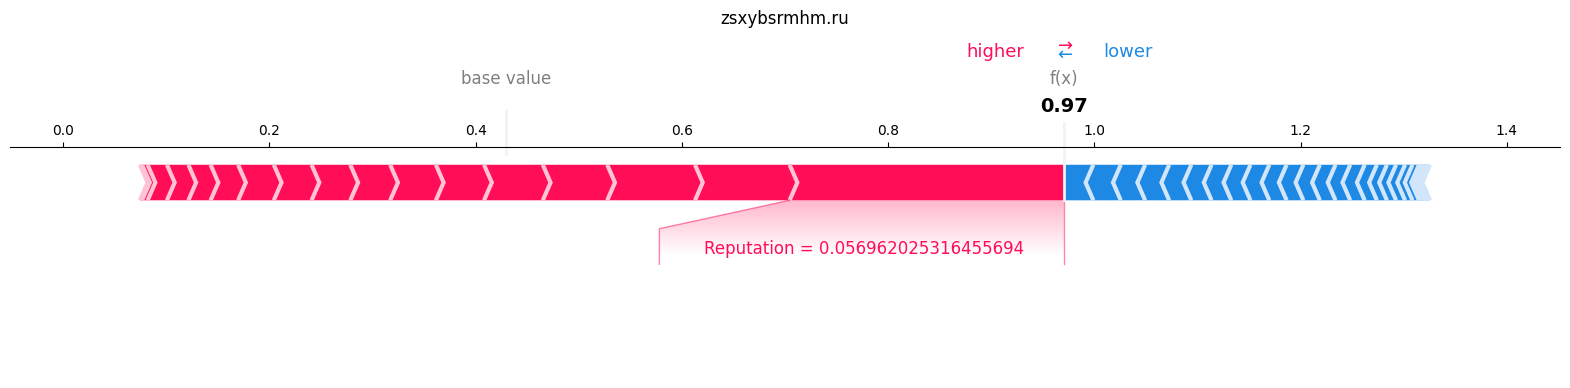 zsxybsrmhm.ru
higher ⇄ lower
base value f(x)
0.97
0.0 0.2 0.4 0.6 0.8 1.0 1.2 1.4
Reputation = 0.056962025316455694